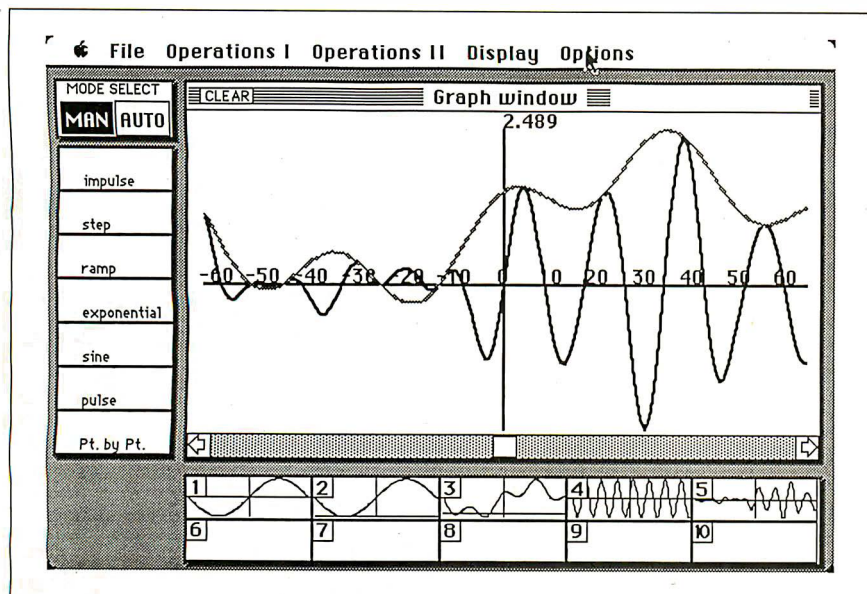 File Operations I Operations II Display Options
MODE SELECT
MAN AUTO
impulse
step
ramp
exponential
sine
pulse
Pt. by Pt.
CLEAR Graph window
2.489
-60 -50 -40 -30 -20 -10 0 10 20 30 40 50 60
1 2 3 4 5
6 7 8 9 10